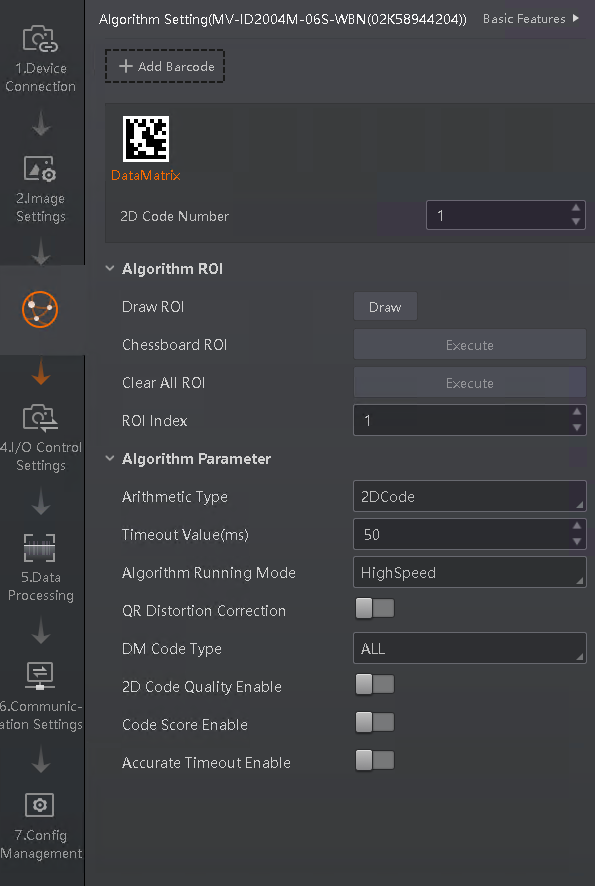 Algorithm Setting(MV-ID2004M-06S-WBN(02K58944204))
Basic Features
1.Device
Connection
2.Image
Settings
4.I/O Control
Settings
5.Data
Processing
6.Communic-
ation Settings
7.Config
Management
Add Barcode
DataMatrix
2D Code Number
1
Algorithm ROI
Draw ROI
Draw
Chessboard ROI
Execute
Clear All ROI
Execute
ROI Index
1
Algorithm Parameter
Arithmetic Type
2DCode
Timeout Value(ms)
50
Algorithm Running Mode
HighSpeed
QR Distortion Correction
DM Code Type
ALL
2D Code Quality Enable
Code Score Enable
Accurate Timeout Enable